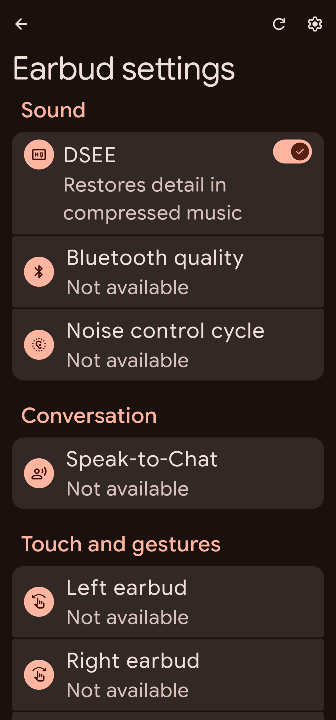 Earbud settings
Sound
HQ
DSEE
Restores detail in
compressed music
Bluetooth quality
Not available
Noise control cycle
Not available
Conversation
Speak-to-Chat
Not available
Touch and gestures
Left earbud
Not available
Right earbud
Not available